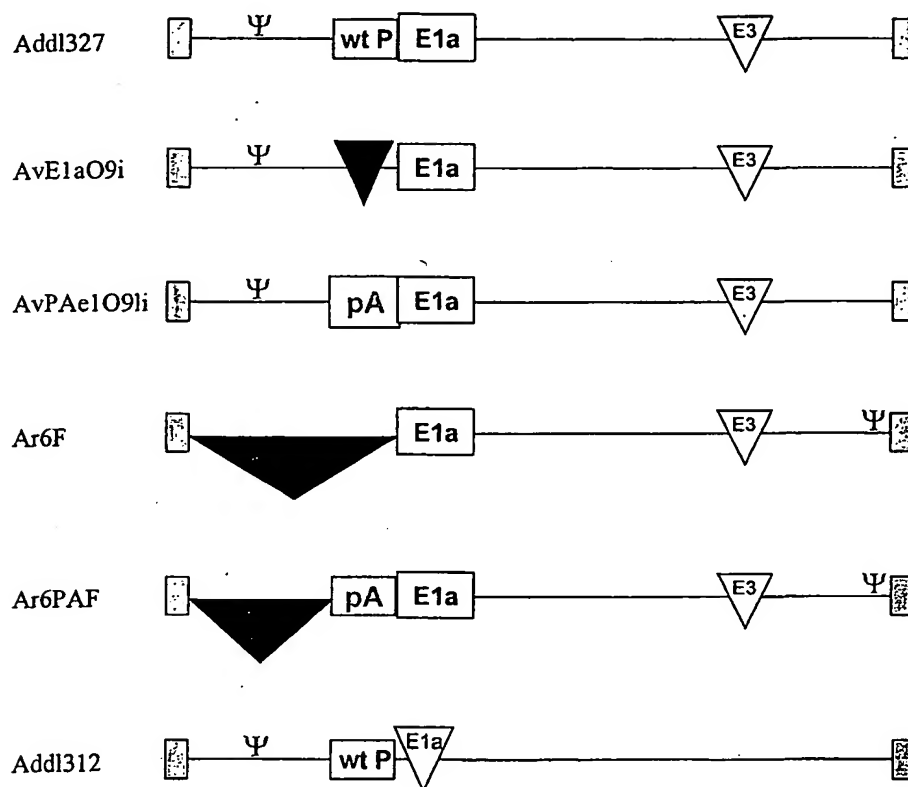 Addl327 Ψ wt P E1a E3
AvE1aO9i Ψ E1a E3
AvPAe1O9li Ψ pA E1a E3
Ar6F E1a E3 Ψ
Ar6PAF pA E1a E3 Ψ
Addl312 Ψ wt P E1a